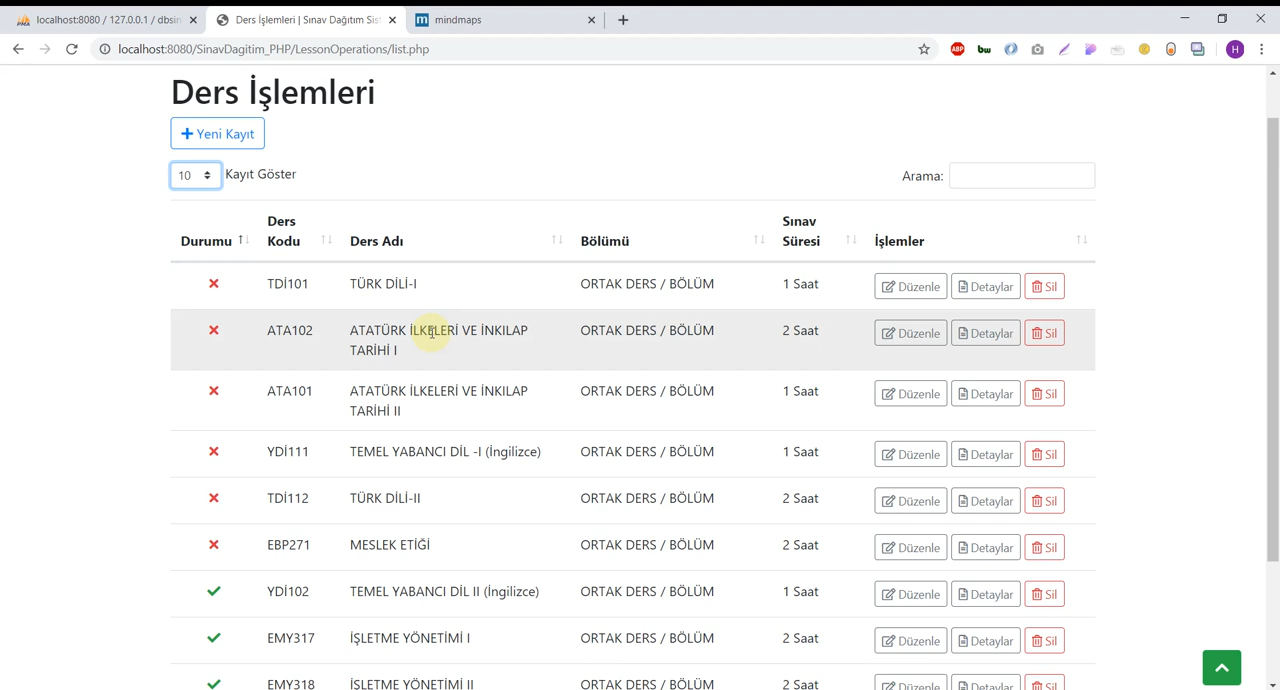 localhost:8080 / 127.0.0.1 / dbsin
Ders İşlemleri | Sınav Dağıtım Sis
mindmaps
localhost:8080/SinavDagitim_PHP/LessonOperations/list.php
ABP
bw
H
Ders İşlemleri
Yeni Kayıt
10 Kayıt Göster
Arama:
Durumu Ders Kodu Ders Adı Bölümü Sınav Süresi İşlemler
TDİ101 TÜRK DİLİ-I ORTAK DERS / BÖLÜM 1 Saat Düzenle Detaylar Sil
ATA102 ATATÜRK İLKELERİ VE İNKILAP ORTAK DERS / BÖLÜM 2 Saat Düzenle Detaylar Sil
TARİHİ I
ATA101 ATATÜRK İLKELERİ VE İNKILAP ORTAK DERS / BÖLÜM 1 Saat Düzenle Detaylar Sil
TARİHİ II
YDİ111 TEMEL YABANCI DİL -I (İngilizce) ORTAK DERS / BÖLÜM 1 Saat Düzenle Detaylar Sil
TDİ112 TÜRK DİLİ-II ORTAK DERS / BÖLÜM 2 Saat Düzenle Detaylar Sil
EBP271 MESLEK ETİĞİ ORTAK DERS / BÖLÜM 2 Saat Düzenle Detaylar Sil
YDİ102 TEMEL YABANCI DİL II (İngilizce) ORTAK DERS / BÖLÜM 1 Saat Düzenle Detaylar Sil
EMY317 İŞLETME YÖNETİMİ I ORTAK DERS / BÖLÜM 2 Saat Düzenle Detaylar Sil
EMY318 İŞLETME YÖNETİMİ II ORTAK DERS / BÖLÜM 2 Saat Düzenle Detaylar Sil